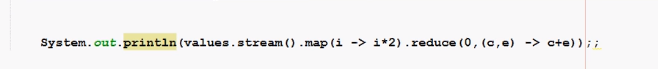 System.out.println(values.stream().map(i -> i*2).reduce(0,(c,e) -> c+e));;